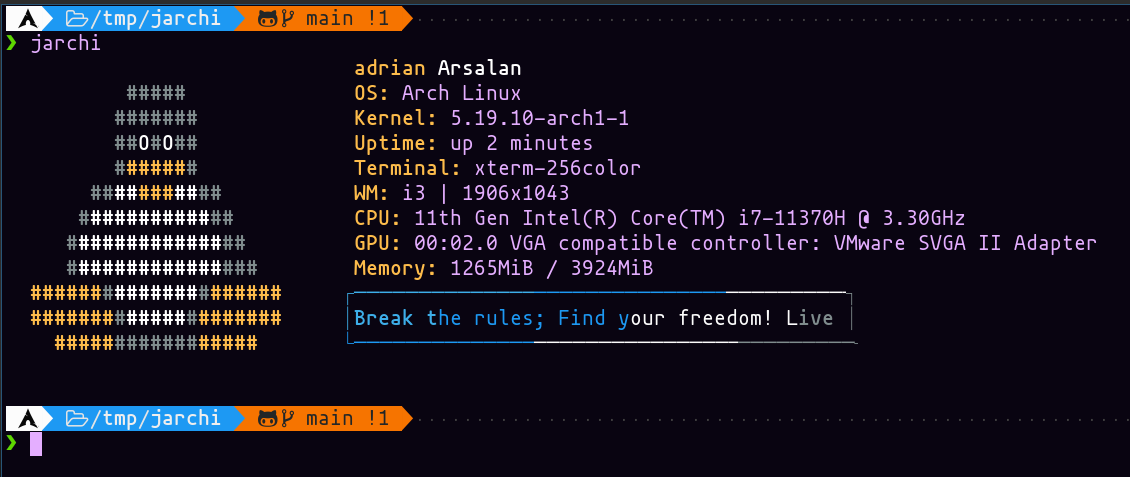 /tmp/jarchi main !1
❯ jarchi
adrian Arsalan
##### OS: Arch Linux
####### Kernel: 5.19.10-arch1-1
##O#O## Uptime: up 2 minutes
####### Terminal: xterm-256color
########### WM: i3 | 1906x1043
############# CPU: 11th Gen Intel(R) Core(TM) i7-11370H @ 3.30GHz
############### GPU: 00:02.0 VGA compatible controller: VMware SVGA II Adapter
################ Memory: 1265MiB / 3924MiB
#####################
##################### Break the rules; Find your freedom! Live
#################
/tmp/jarchi main !1
❯